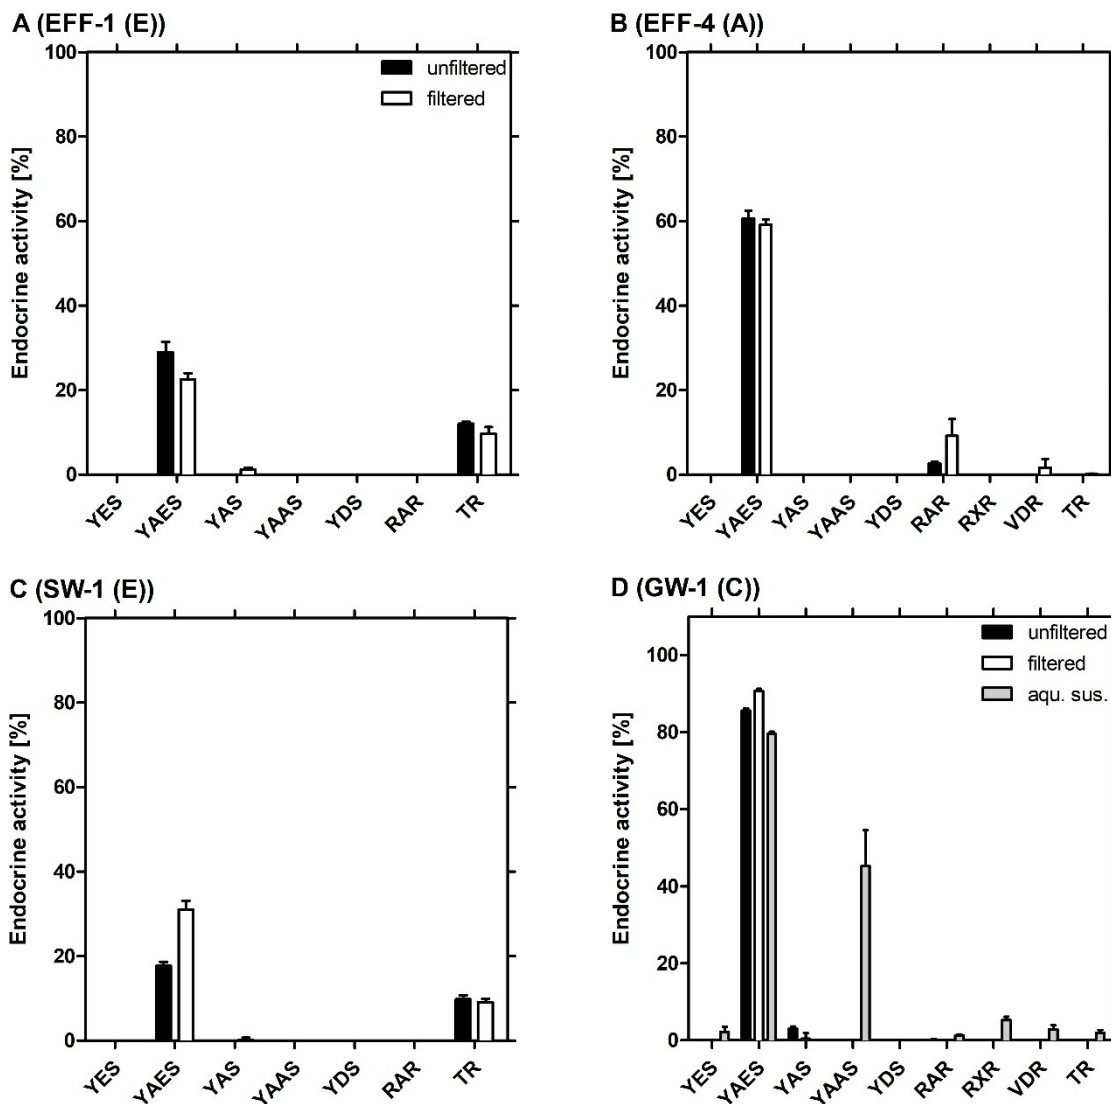 A (EFF-1 (E))
Endocrine activity [%]
100
80
60
40
20
0
unfiltered
filtered
YES YAES YAS YAAS YDS RAR TR
B (EFF-4 (A))
Endocrine activity [%]
100
80
60
40
20
0
YES YAES YAS YAAS YDS RAR RXR VDR TR
C (SW-1 (E))
Endocrine activity [%]
100
80
60
40
20
0
YES YAES YAS YAAS YDS RAR TR
D (GW-1 (C))
Endocrine activity [%]
100
80
60
40
20
0
unfiltered
filtered
aqu. sus.
YES YAES YAS YAAS YDS RAR RXR VDR TR